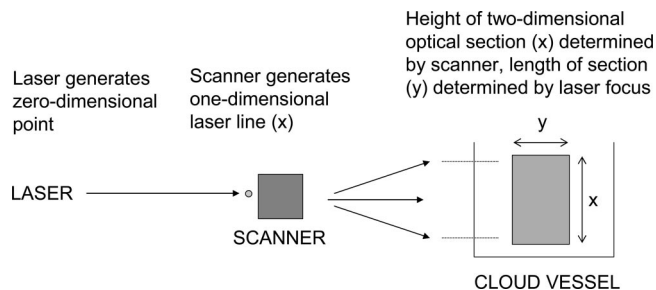 Laser generates
zero-dimensional
point
Scanner generates
one-dimensional
laser line (x)
Height of two-dimensional
optical section (x) determined
by scanner, length of section
(y) determined by laser focus
LASER
SCANNER
y
x
CLOUD VESSEL